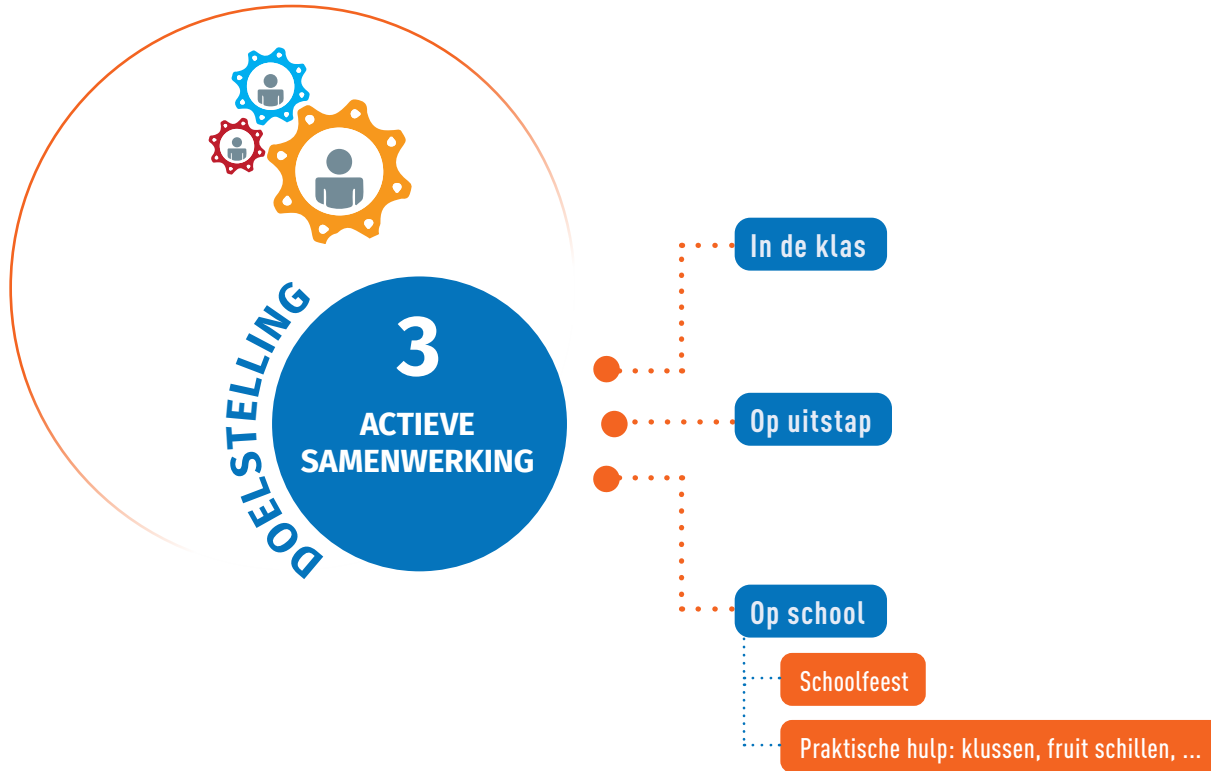 DOELSTELLING
3
ACTIEVE
SAMENWERKING
In de klas
Op uitstap
Op school
Schoolfeest
Praktische hulp: klussen, fruit schillen, ...